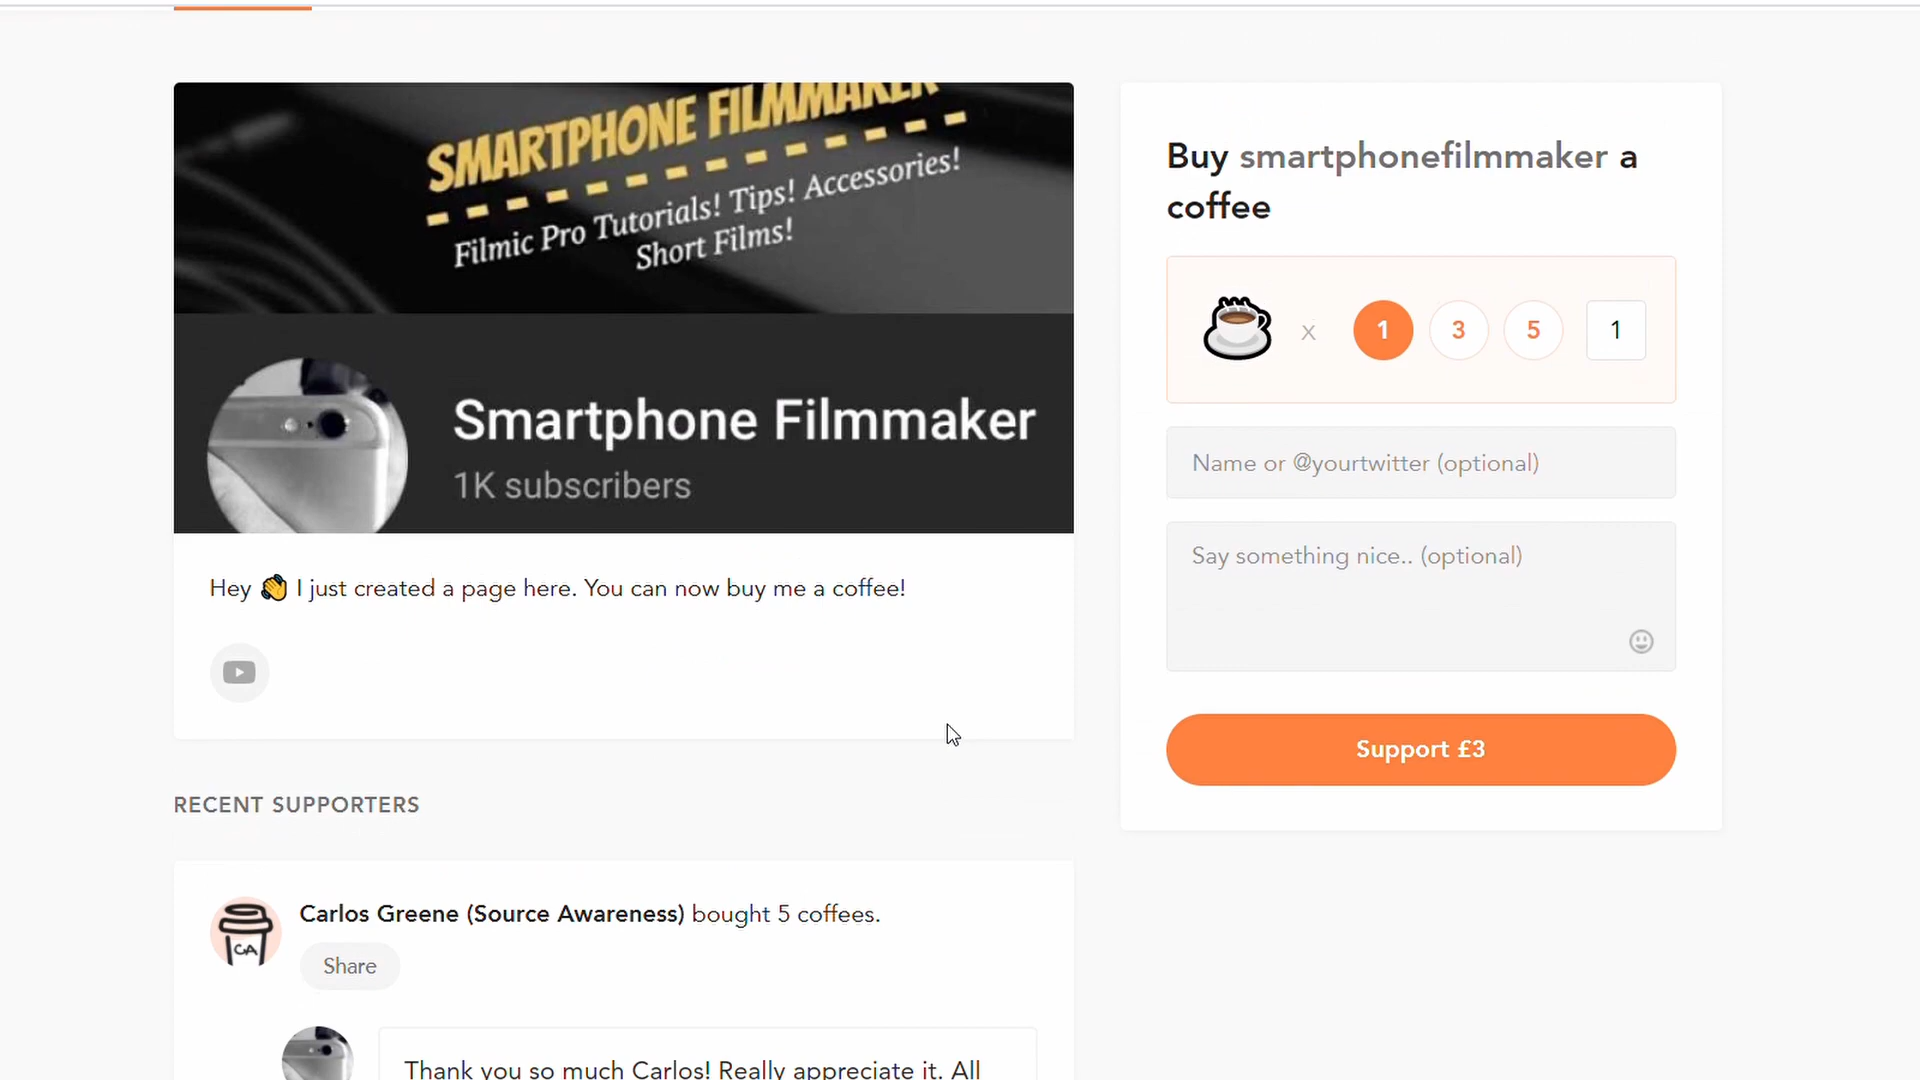 SMARTPHONE FILMMAKER
Filmic Pro Tutorials! Tips! Accessories!
Short Films!
Smartphone Filmmaker
1K subscribers
Hey 👋 I just created a page here. You can now buy me a coffee!
RECENT SUPPORTERS
Carlos Greene (Source Awareness) bought 5 coffees.
CA
Share
Thank you so much Carlos! Really appreciate it. All
Buy smartphonefilmmaker a
coffee
x 1 3 5 1
Name or @yourtwitter (optional)
Say something nice.. (optional)
Support £3